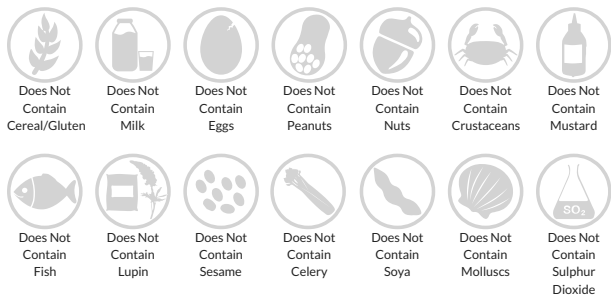 Does Not
Contain
Cereal/Gluten
Does Not
Contain
Milk
Does Not
Contain
Eggs
Does Not
Contain
Peanuts
Does Not
Contain
Nuts
Does Not
Contain
Crustaceans
Does Not
Contain
Mustard
Does Not
Contain
Fish
Does Not
Contain
Lupin
Does Not
Contain
Sesame
Does Not
Contain
Celery
Does Not
Contain
Soya
Does Not
Contain
Molluscs
SO₂
Does Not
Contain
Sulphur
Dioxide